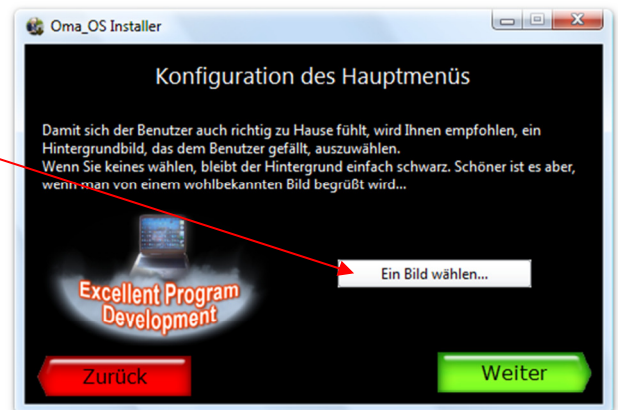 Oma_OS Installer
Konfiguration des Hauptmenüs
Damit sich der Benutzer auch richtig zu Hause fühlt, wird Ihnen empfohlen, ein
Hintergrundbild, das dem Benutzer gefällt, auszuwählen.
Wenn Sie keines wählen, bleibt der Hintergrund einfach schwarz. Schöner ist es aber,
wenn man von einem wohlbekannten Bild begrüßt wird...
Ein Bild wählen...
Excellent Program
Development
Zurück
Weiter